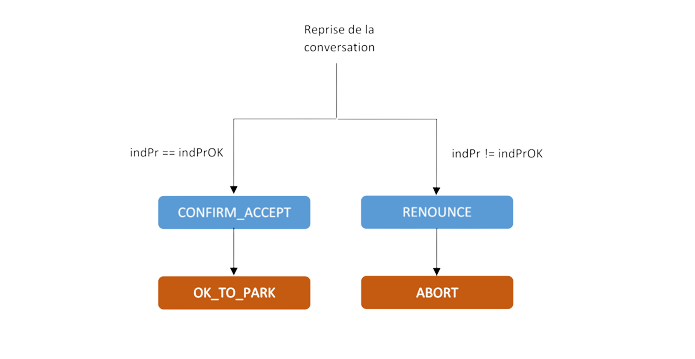 Reprise de la
conversation
indPr == indPrOK
indPr != indPrOK
CONFIRM_ACCEPT
RENOUNCE
OK_TO_PARK
ABORT